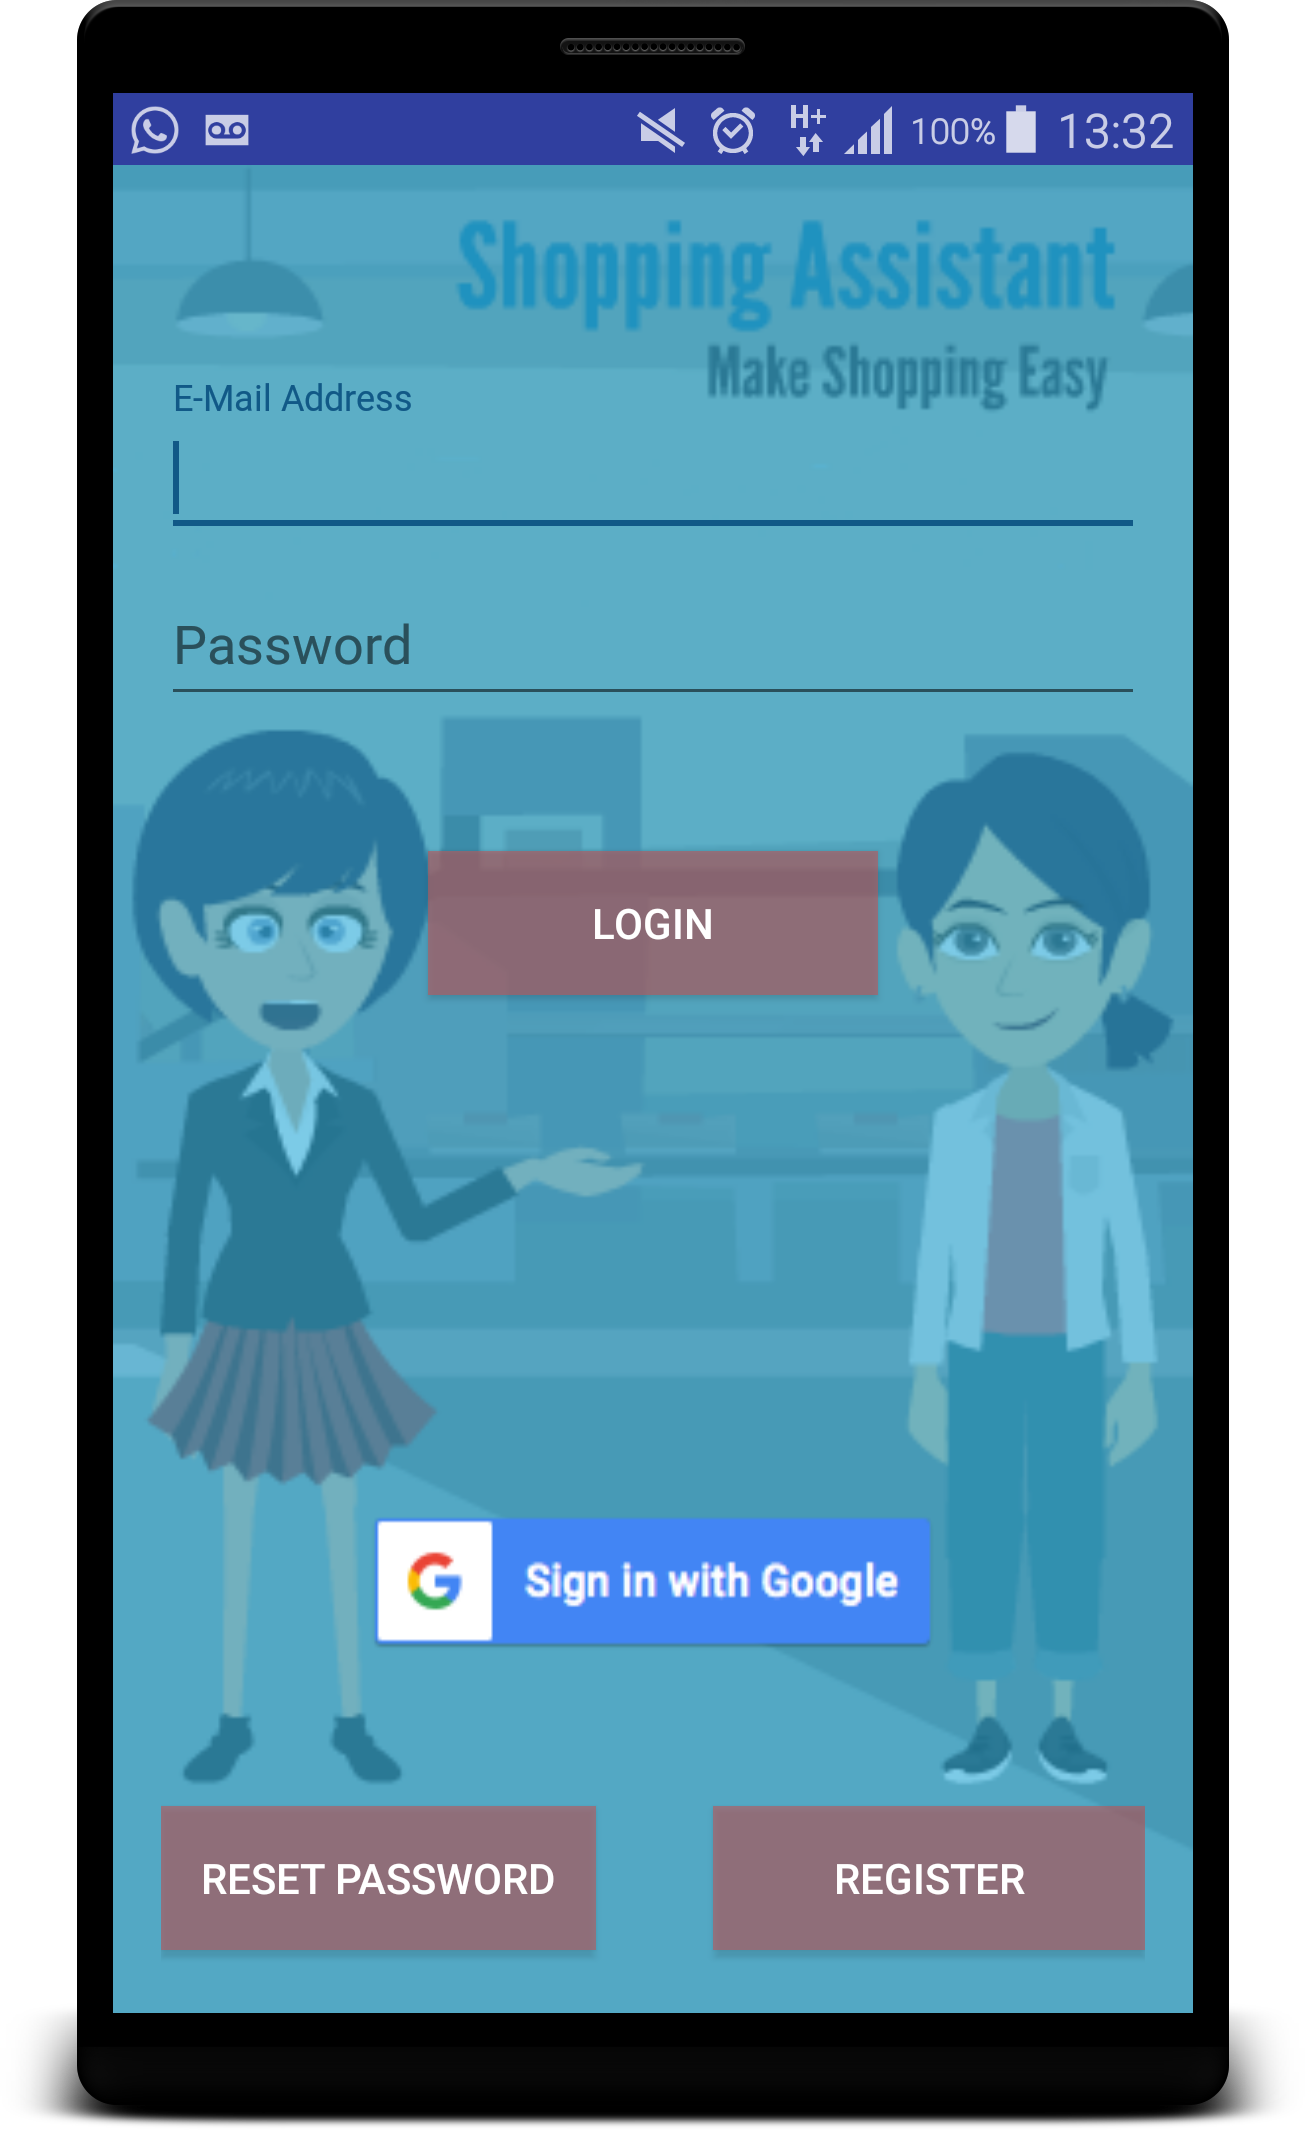 H+ 100% 13:32
Shopping Assistant
Make Shopping Easy
E-Mail Address
Password
LOGIN
Sign in with Google
RESET PASSWORD
REGISTER